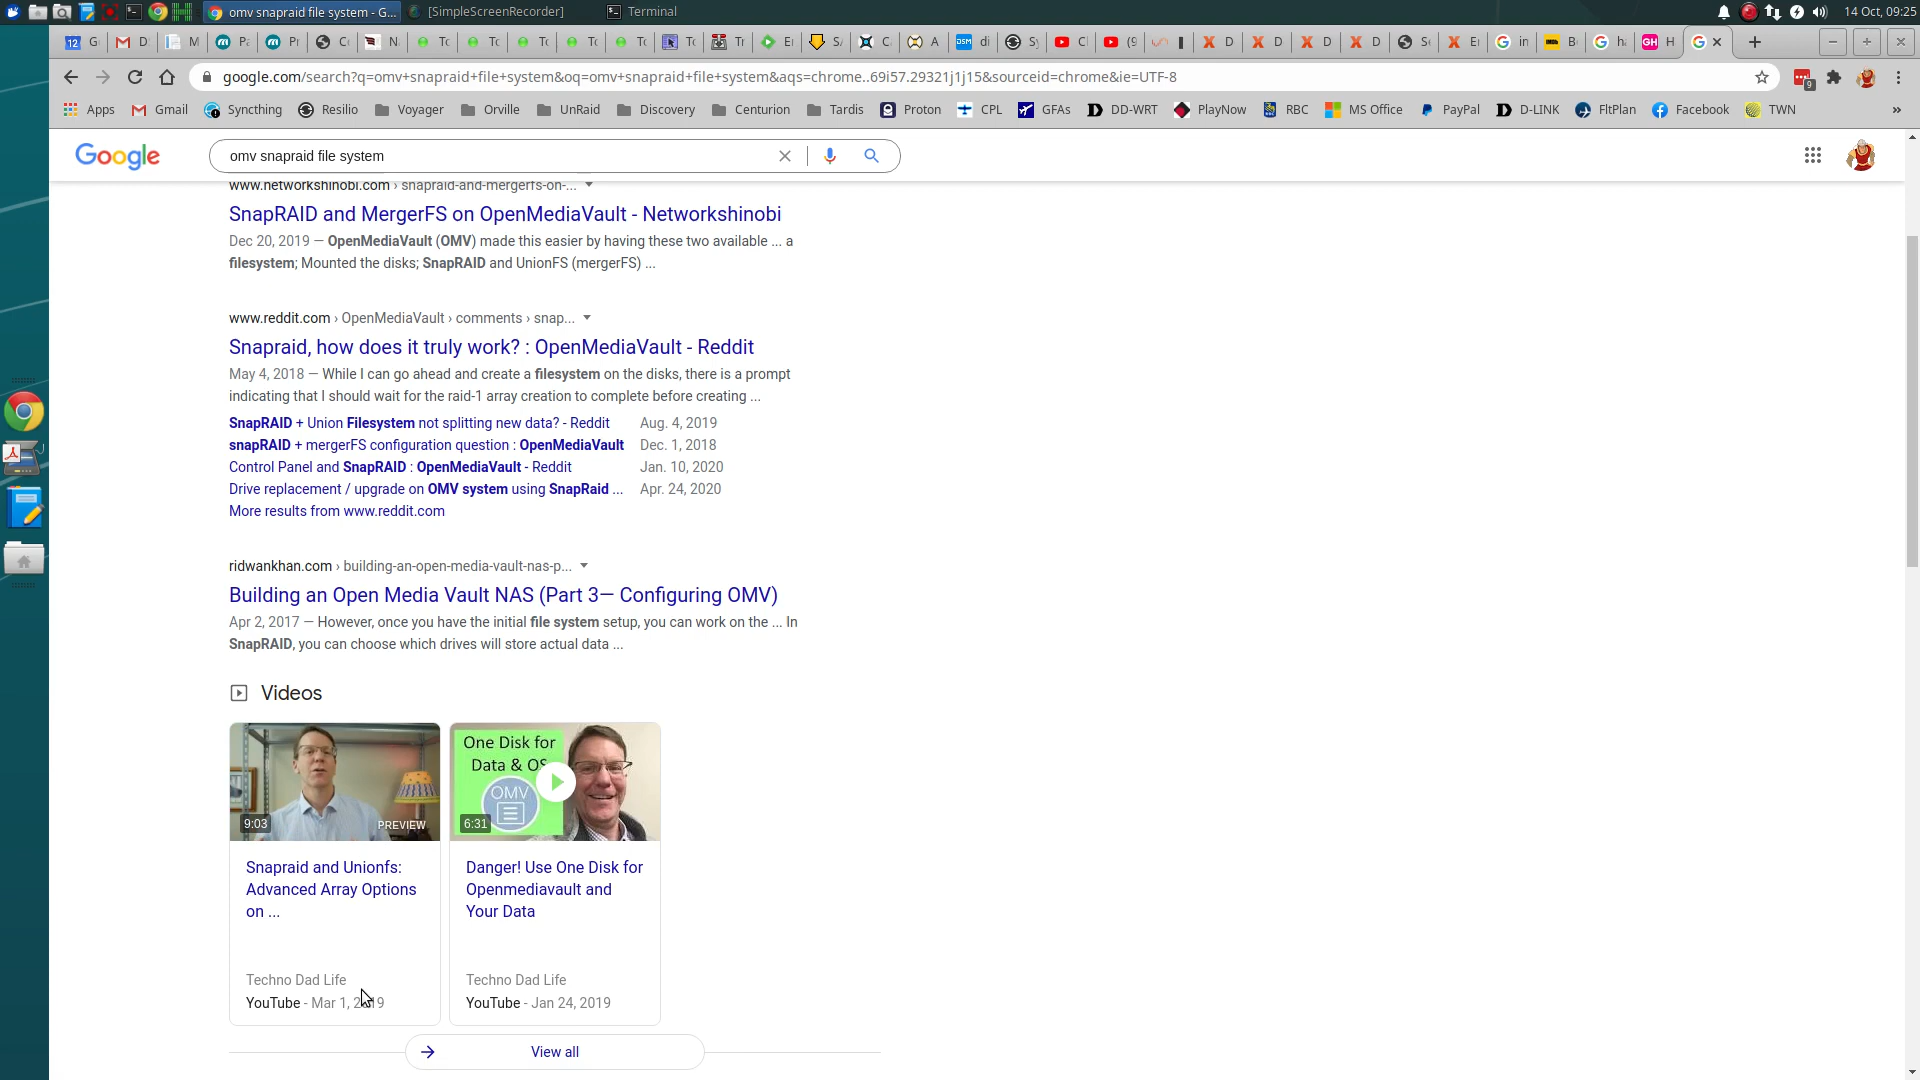 omv snapraid file system - G...
[SimpleScreenRecorder]
Terminal
14 Oct, 09:25
google.com/search?q=omv+snapraid+file+system&oq=omv+snapraid+file+system&aqs=chrome..69i57.29321j1j15&sourceid=chrome&ie=UTF-8
9
Apps Gmail Syncthing Resilio Voyager Orville UnRaid Discovery Centurion Tardis Proton CPL GFAs DD-WRT PlayNow RBC MS Office PayPal D-LINK FltPlan Facebook TWN »
Google
omv snapraid file system
www.networkshinobi.com › snapraid-and-mergerfs-on-...
SnapRAID and MergerFS on OpenMediaVault - Networkshinobi
Dec 20, 2019 — OpenMediaVault (OMV) made this easier by having these two available ... a
filesystem; Mounted the disks; SnapRAID and UnionFS (mergerFS) ...
www.reddit.com › OpenMediaVault › comments › snap...
Snapraid, how does it truly work? : OpenMediaVault - Reddit
May 4, 2018 — While I can go ahead and create a filesystem on the disks, there is a prompt
indicating that I should wait for the raid-1 array creation to complete before creating ...
SnapRAID + Union Filesystem not splitting new data? - Reddit Aug. 4, 2019
snapRAID + mergerFS configuration question : OpenMediaVault Dec. 1, 2018
Control Panel and SnapRAID : OpenMediaVault - Reddit Jan. 10, 2020
Drive replacement / upgrade on OMV system using SnapRaid ... Apr. 24, 2020
More results from www.reddit.com
ridwankhan.com › building-an-open-media-vault-nas-p...
Building an Open Media Vault NAS (Part 3— Configuring OMV)
Apr 2, 2017 — However, once you have the initial file system setup, you can work on the ... In
SnapRAID, you can choose which drives will store actual data ...
Videos
9:03
PREVIEW
One Disk for
Data & OS
OMV
6:31
Snapraid and Unionfs:
Advanced Array Options
on ...
Techno Dad Life
YouTube - Mar 1, 2019
Danger! Use One Disk for
Openmediavault and
Your Data
Techno Dad Life
YouTube - Jan 24, 2019
View all